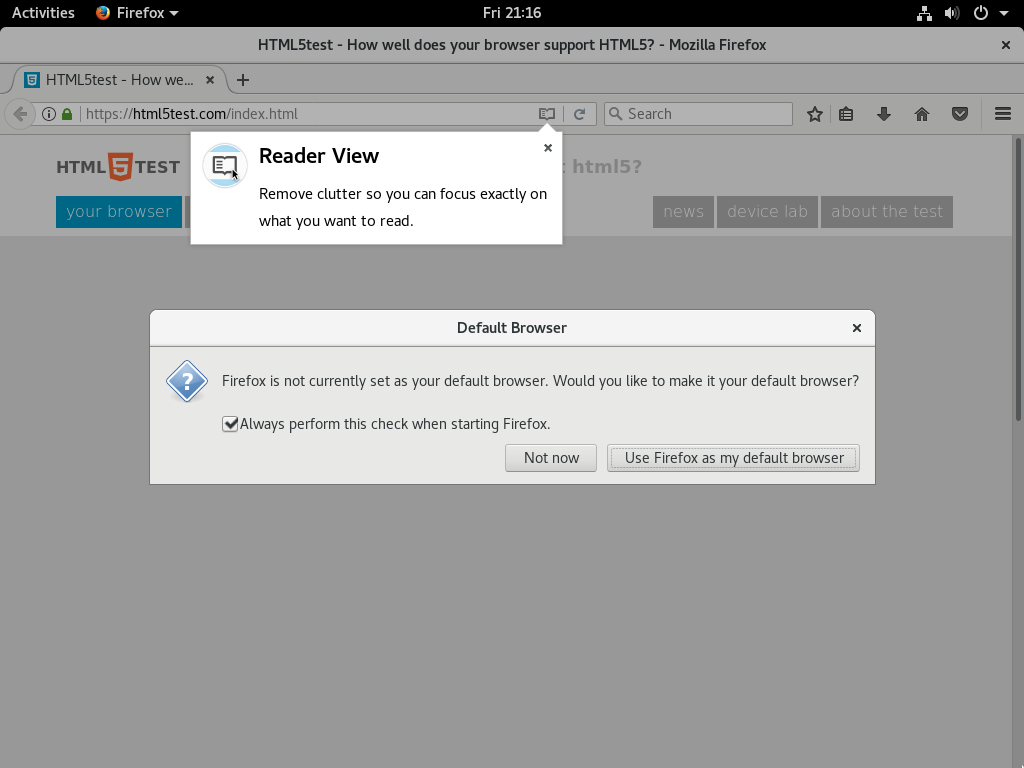 Activities Firefox Fri 21:16
HTML5test - How well does your browser support HTML5? - Mozilla Firefox
HTML5test - How we...
https://html5test.com/index.html Search
HTML5TEST html5?
Reader View
Remove clutter so you can focus exactly on
what you want to read.
your browser news device lab about the test
Default Browser
Firefox is not currently set as your default browser. Would you like to make it your default browser?
Always perform this check when starting Firefox.
Not now Use Firefox as my default browser